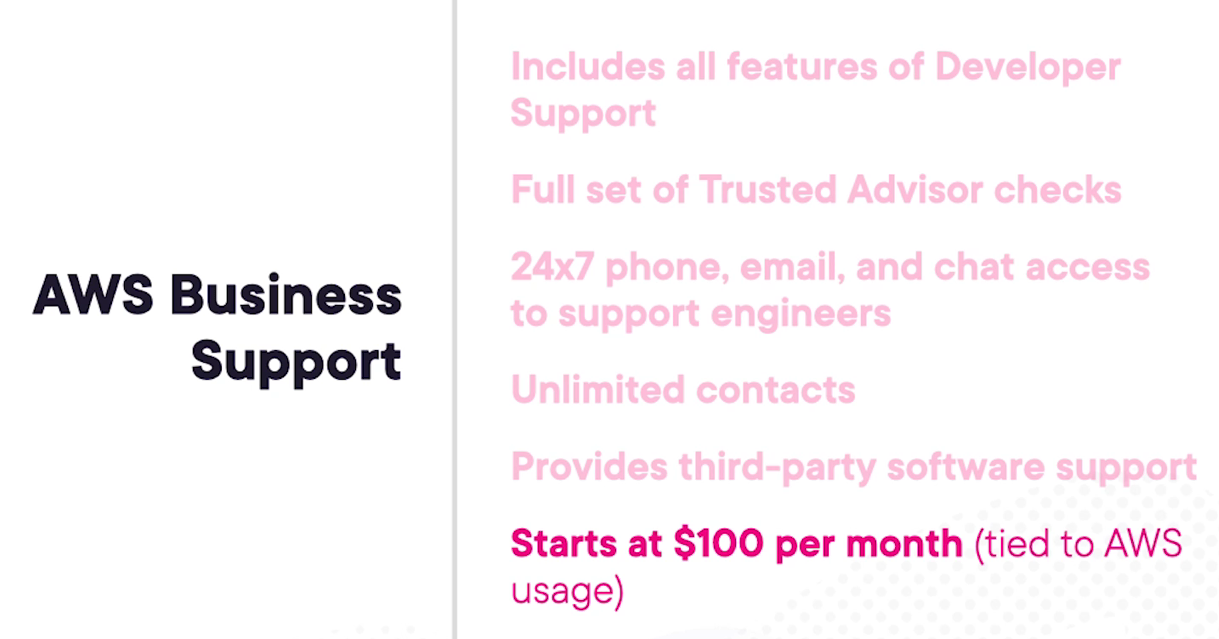 AWS Business
Support
Includes all features of Developer
Support
Full set of Trusted Advisor checks
24x7 phone, email, and chat access
to support engineers
Unlimited contacts
Provides third-party software support
Starts at $100 per month (tied to AWS
usage)